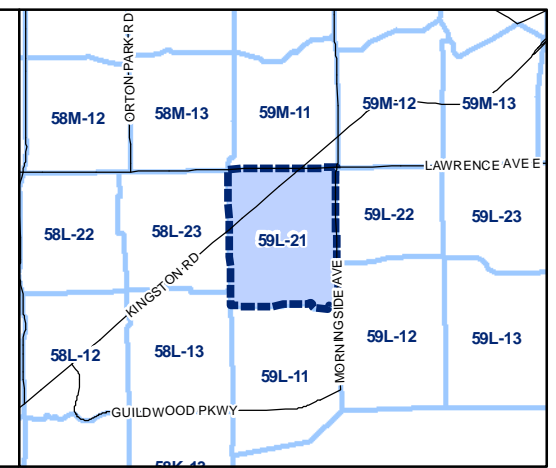 ORTON PARK RD
58M-12
58M-13
59M-11
59M-12
59M-13
LAWRENCE AVE E
58L-22
58L-23
59L-21
59L-22
59L-23
KINGSTON RD
MORNINGSIDE AVE
58L-12
58L-13
59L-11
59L-12
59L-13
GUILDWOOD PKWY